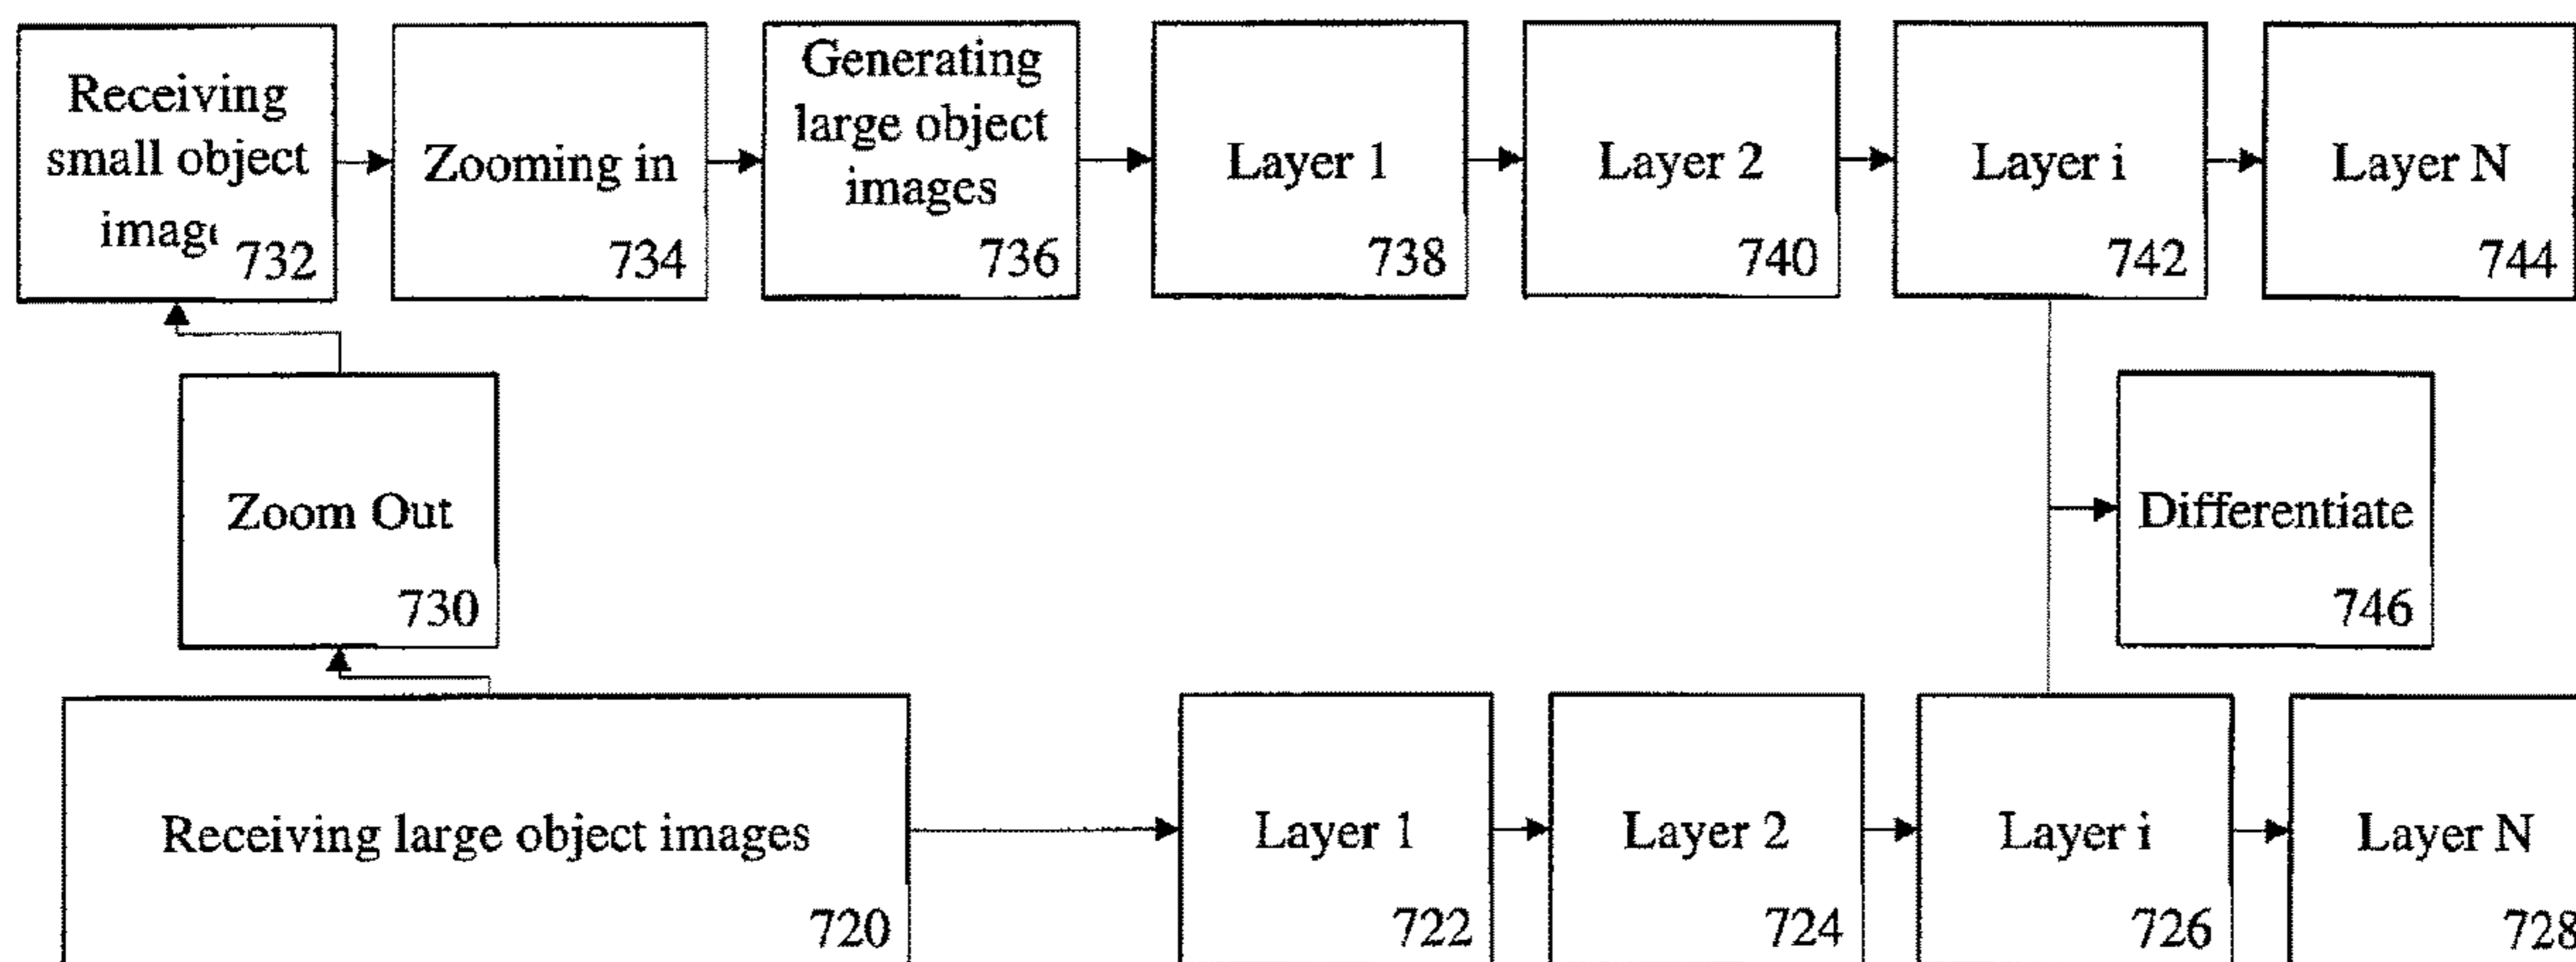 Receiving
small object
732
Zooming in
734
Generating
large object
images
736
Layer 1
738
Layer 2
740
Layer i
742
Layer N
744
Zoom Out
730
Differentiate
746
Receiving large object images
720
Layer 1
722
Layer 2
724
Layer i
726
Layer N
728